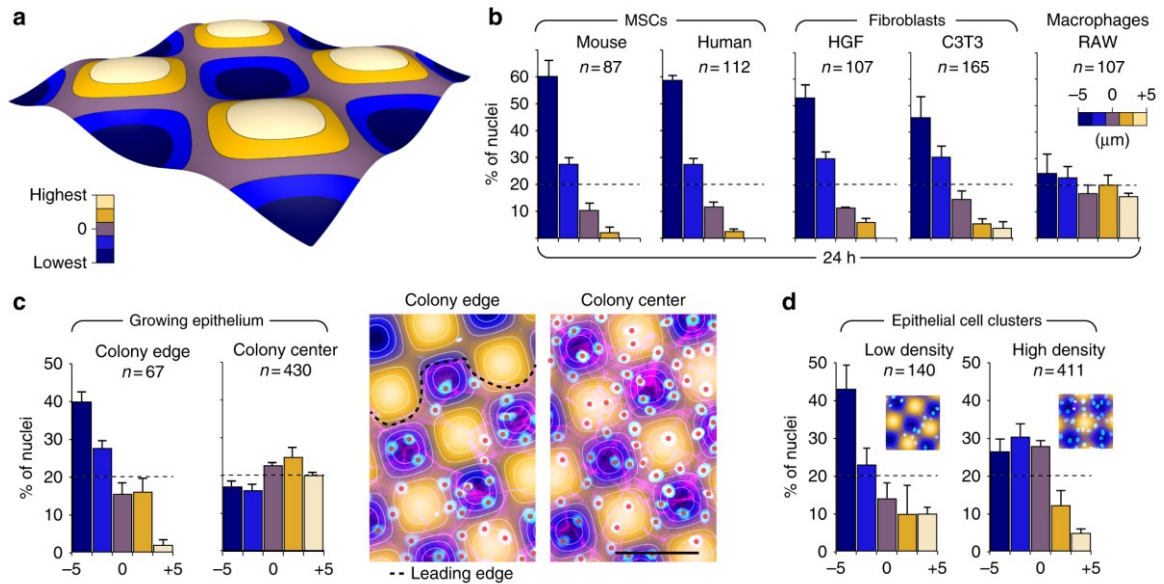 a
Highest
0
Lowest
b
MSCs
Fibroblasts
Macrophages
Mouse
n=87
Human
n=112
HGF
n=107
C3T3
n=165
RAW
n=107
−5 0 +5
(μm)
% of nuclei
60
50
40
30
20
10
24 h
c
Growing epithelium
Colony edge
n=67
Colony center
n=430
% of nuclei
50
40
30
20
10
0
−5 0 +5
−5 0 +5
Colony edge
Colony center
Leading edge
d
Epithelial cell clusters
Low density
n=140
High density
n=411
% of nuclei
50
40
30
20
10
0
−5 0 +5
−5 0 +5